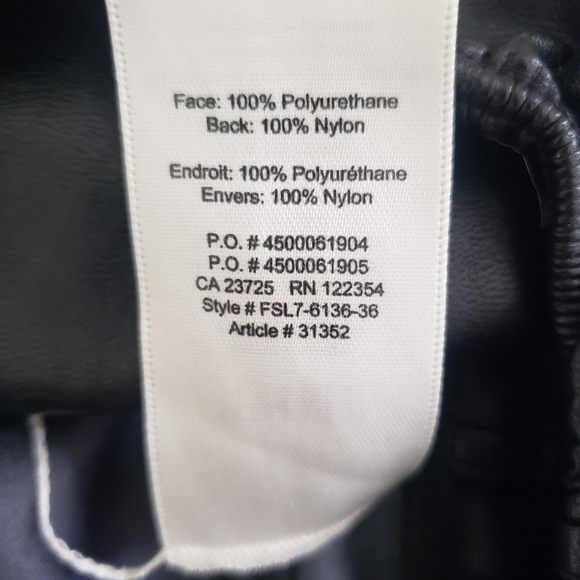 Face: 100% Polyurethane
Back: 100% Nylon
Endroit: 100% Polyuréthane
Envers: 100% Nylon
P.O. # 4500061904
P.O. # 4500061905
CA 23725 RN 122354
Style # FSL7-6136-36
Article # 31352